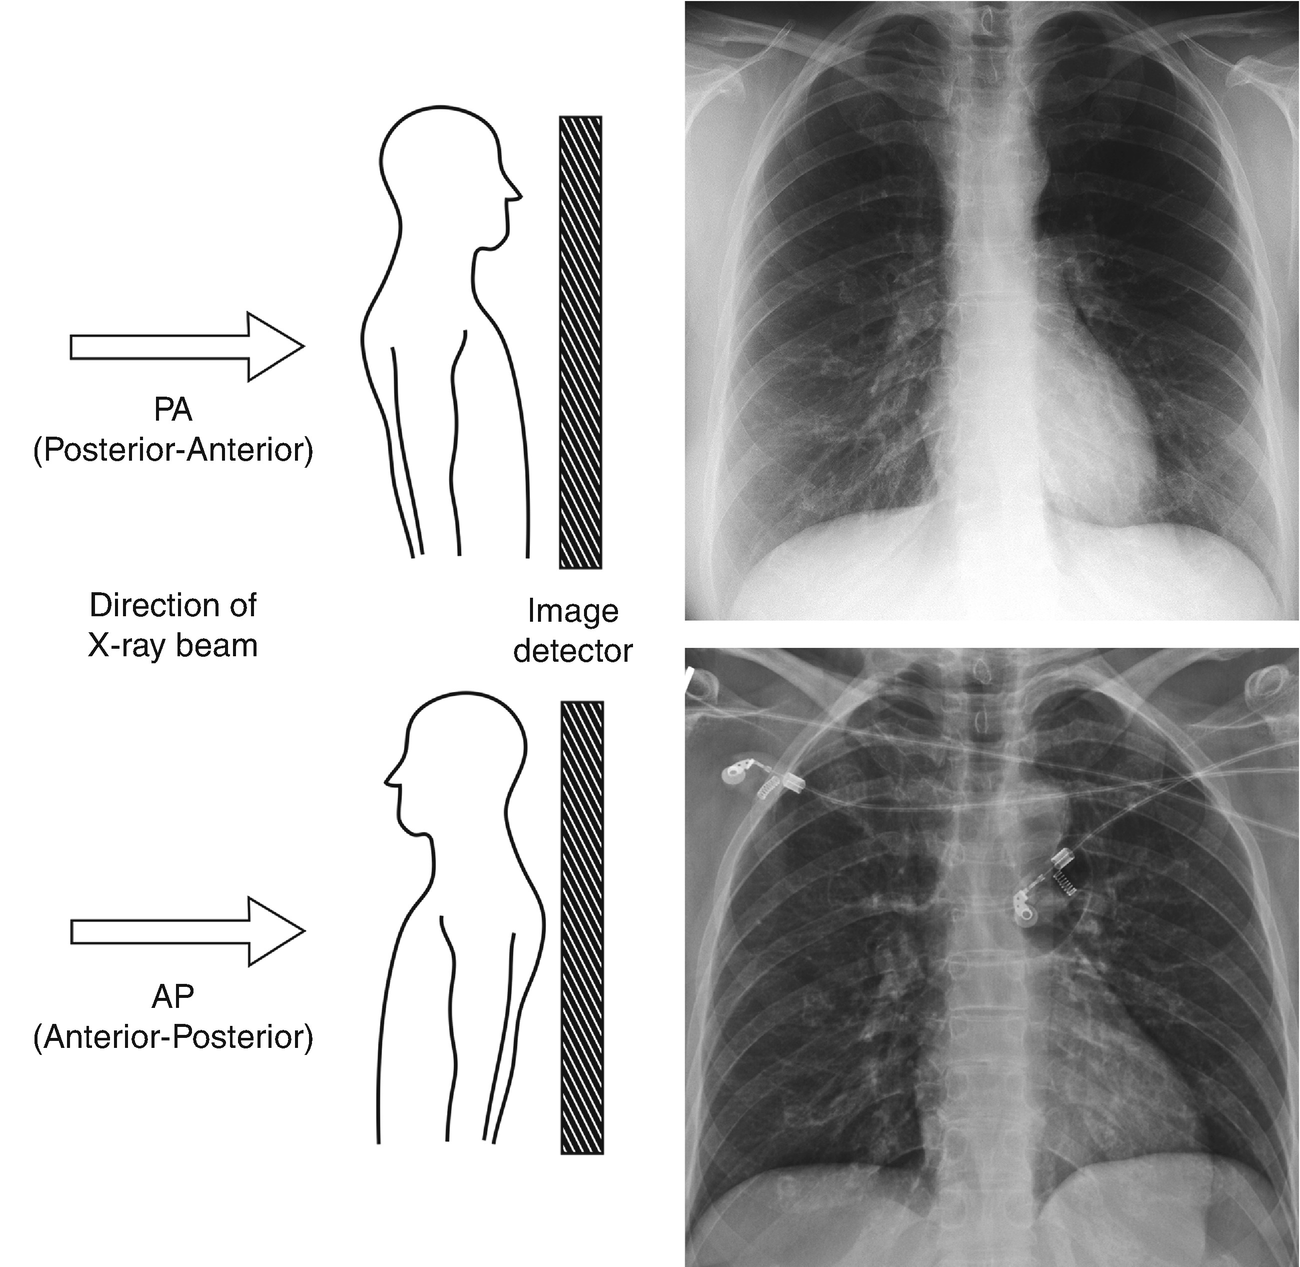 PA
(Posterior-Anterior)
Direction of
X-ray beam
Image
detector
AP
(Anterior-Posterior)